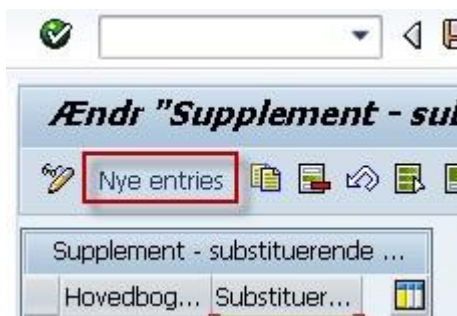 Ændr "Supplement - su
Nye entries
Supplement - substituerende ...
Hovedbog... Substituer...